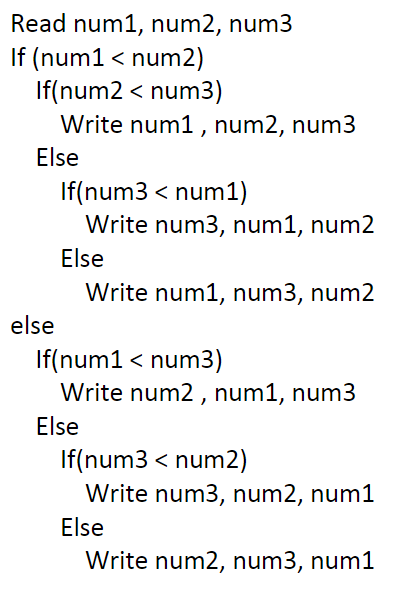 Read num1, num2, num3
If (num1 < num2)
If(num2 < num3)
Write num1 , num2, num3
Else
If(num3 < num1)
Write num3, num1, num2
Else
Write num1, num3, num2
else
If(num1 < num3)
Write num2 , num1, num3
Else
If(num3 < num2)
Write num3, num2, num1
Else
Write num2, num3, num1